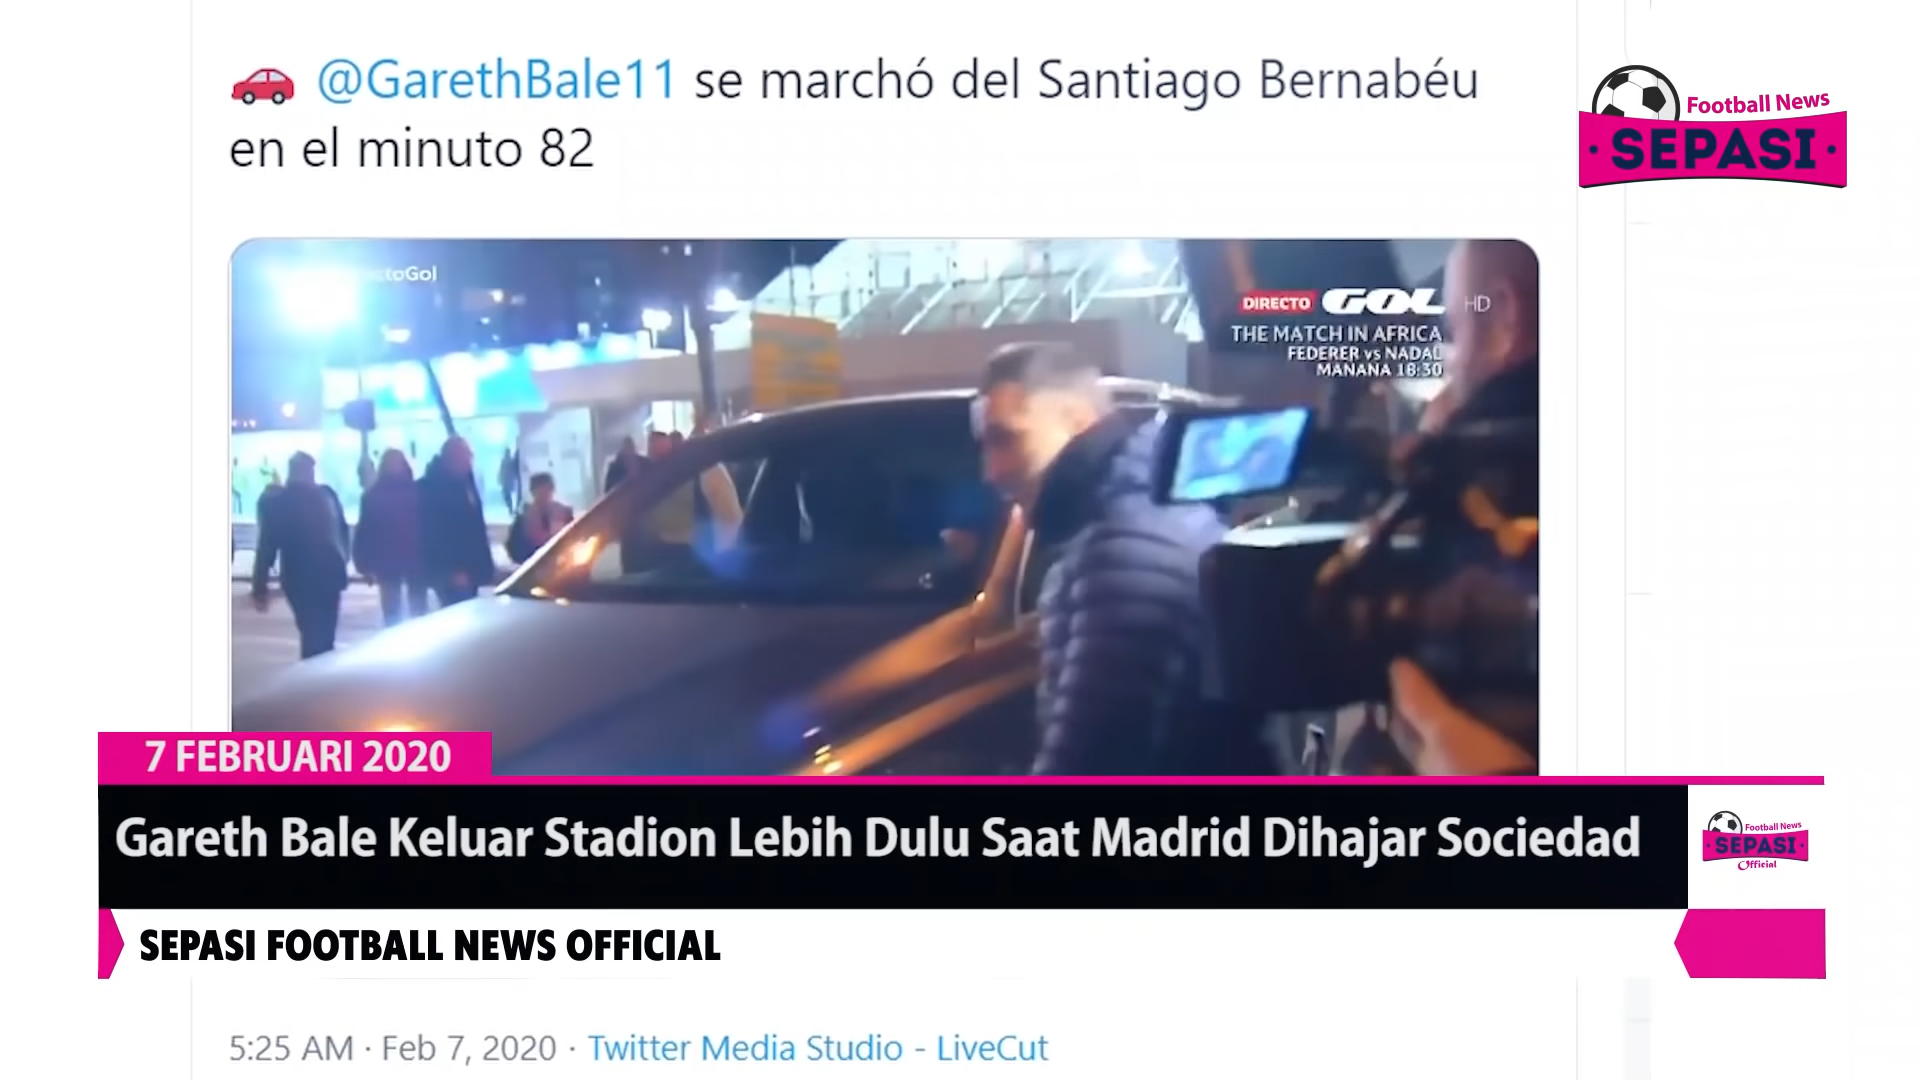 @GarethBale11 se marchó del Santiago Bernabéu
en el minuto 82
Football News
· SEPASI ·
ctoGol
DIRECTO GOL HD
THE MATCH IN AFRICA
FEDERER vs NADAL
MAÑANA 18:30
7 FEBRUARI 2020
Gareth Bale Keluar Stadion Lebih Dulu Saat Madrid Dihajar Sociedad
Football News
· SEPASI ·
Official
SEPASI FOOTBALL NEWS OFFICIAL
5:25 AM · Feb 7, 2020 · Twitter Media Studio - LiveCut